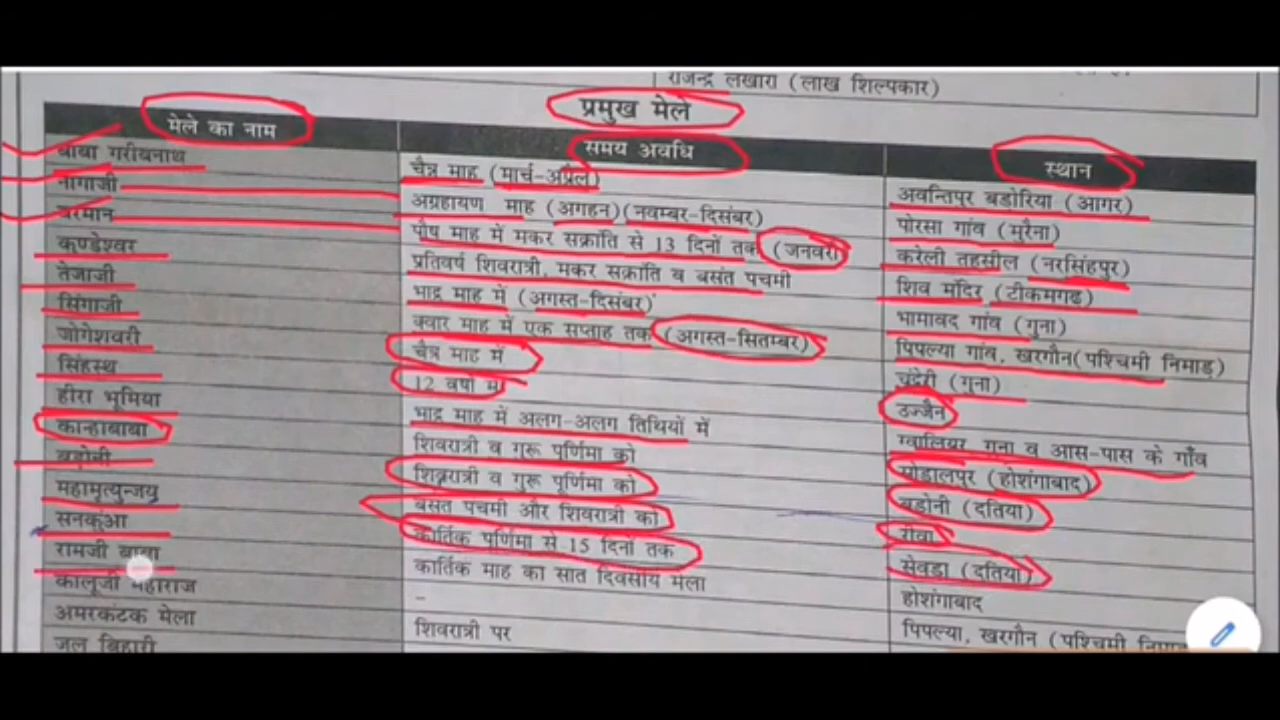 राजेन्द्र लखारा (लाख शिल्पकार)
प्रमुख मेले
मेले का नाम समय अवधि स्थान
बाबा गरीबनाथ चैत्र माह (मार्च-अप्रैल) अवन्तिपुर बड़ोरिया (आगर)
नागाजी अग्रहायण माह (अगहन)(नवम्बर-दिसंबर) पोरसा गांव (मुरैना)
बरमान पौष माह में मकर सक्रांति से 13 दिनों तक (जनवरी) करेली तहसील (नरसिंहपुर)
कुण्डेश्वर प्रतिवर्ष शिवरात्री, मकर सक्रांति व बसंत पचमी शिव मंदिर (टीकमगढ)
तेजाजी भाद्र माह में (अगस्त-दिसंबर) भामावद गांव (गुना)
सिंगाजी क्वार माह में एक सप्ताह तक (अगस्त-सितम्बर) पिपल्या गांव, खरगौन(पश्चिमी निमाड़)
जोगेशवरी चैत्र माह में चंदेरी (गुना)
सिंहस्थ 12 वर्षो में उज्जैन
हीरा भूमिया भाद्र माह में अलग-अलग तिथियों में ग्वालियर गुना व आस-पास के गाँव
कान्हाबाबा शिवरात्री व गुरू पूर्णिमा को सोडालपुर (होशंगाबाद)
बड़ोनी शिवरात्री व गुरू पूर्णिमा को बड़ोनी (दतिया)
महामृत्युन्जय बसंत पचमी और शिवरात्री को रीवा
सनकुंआ कार्तिक पूर्णिमा से 15 दिनों तक सेवड़ा (दतिया)
रामजी बाबा कार्तिक माह का सात दिवसीय मेला होशंगाबाद
कालूजी महाराज – पिपल्या, खरगौन (पश्चिमी
अमरकंटक मेला शिवरात्री पर
जल बिहारी